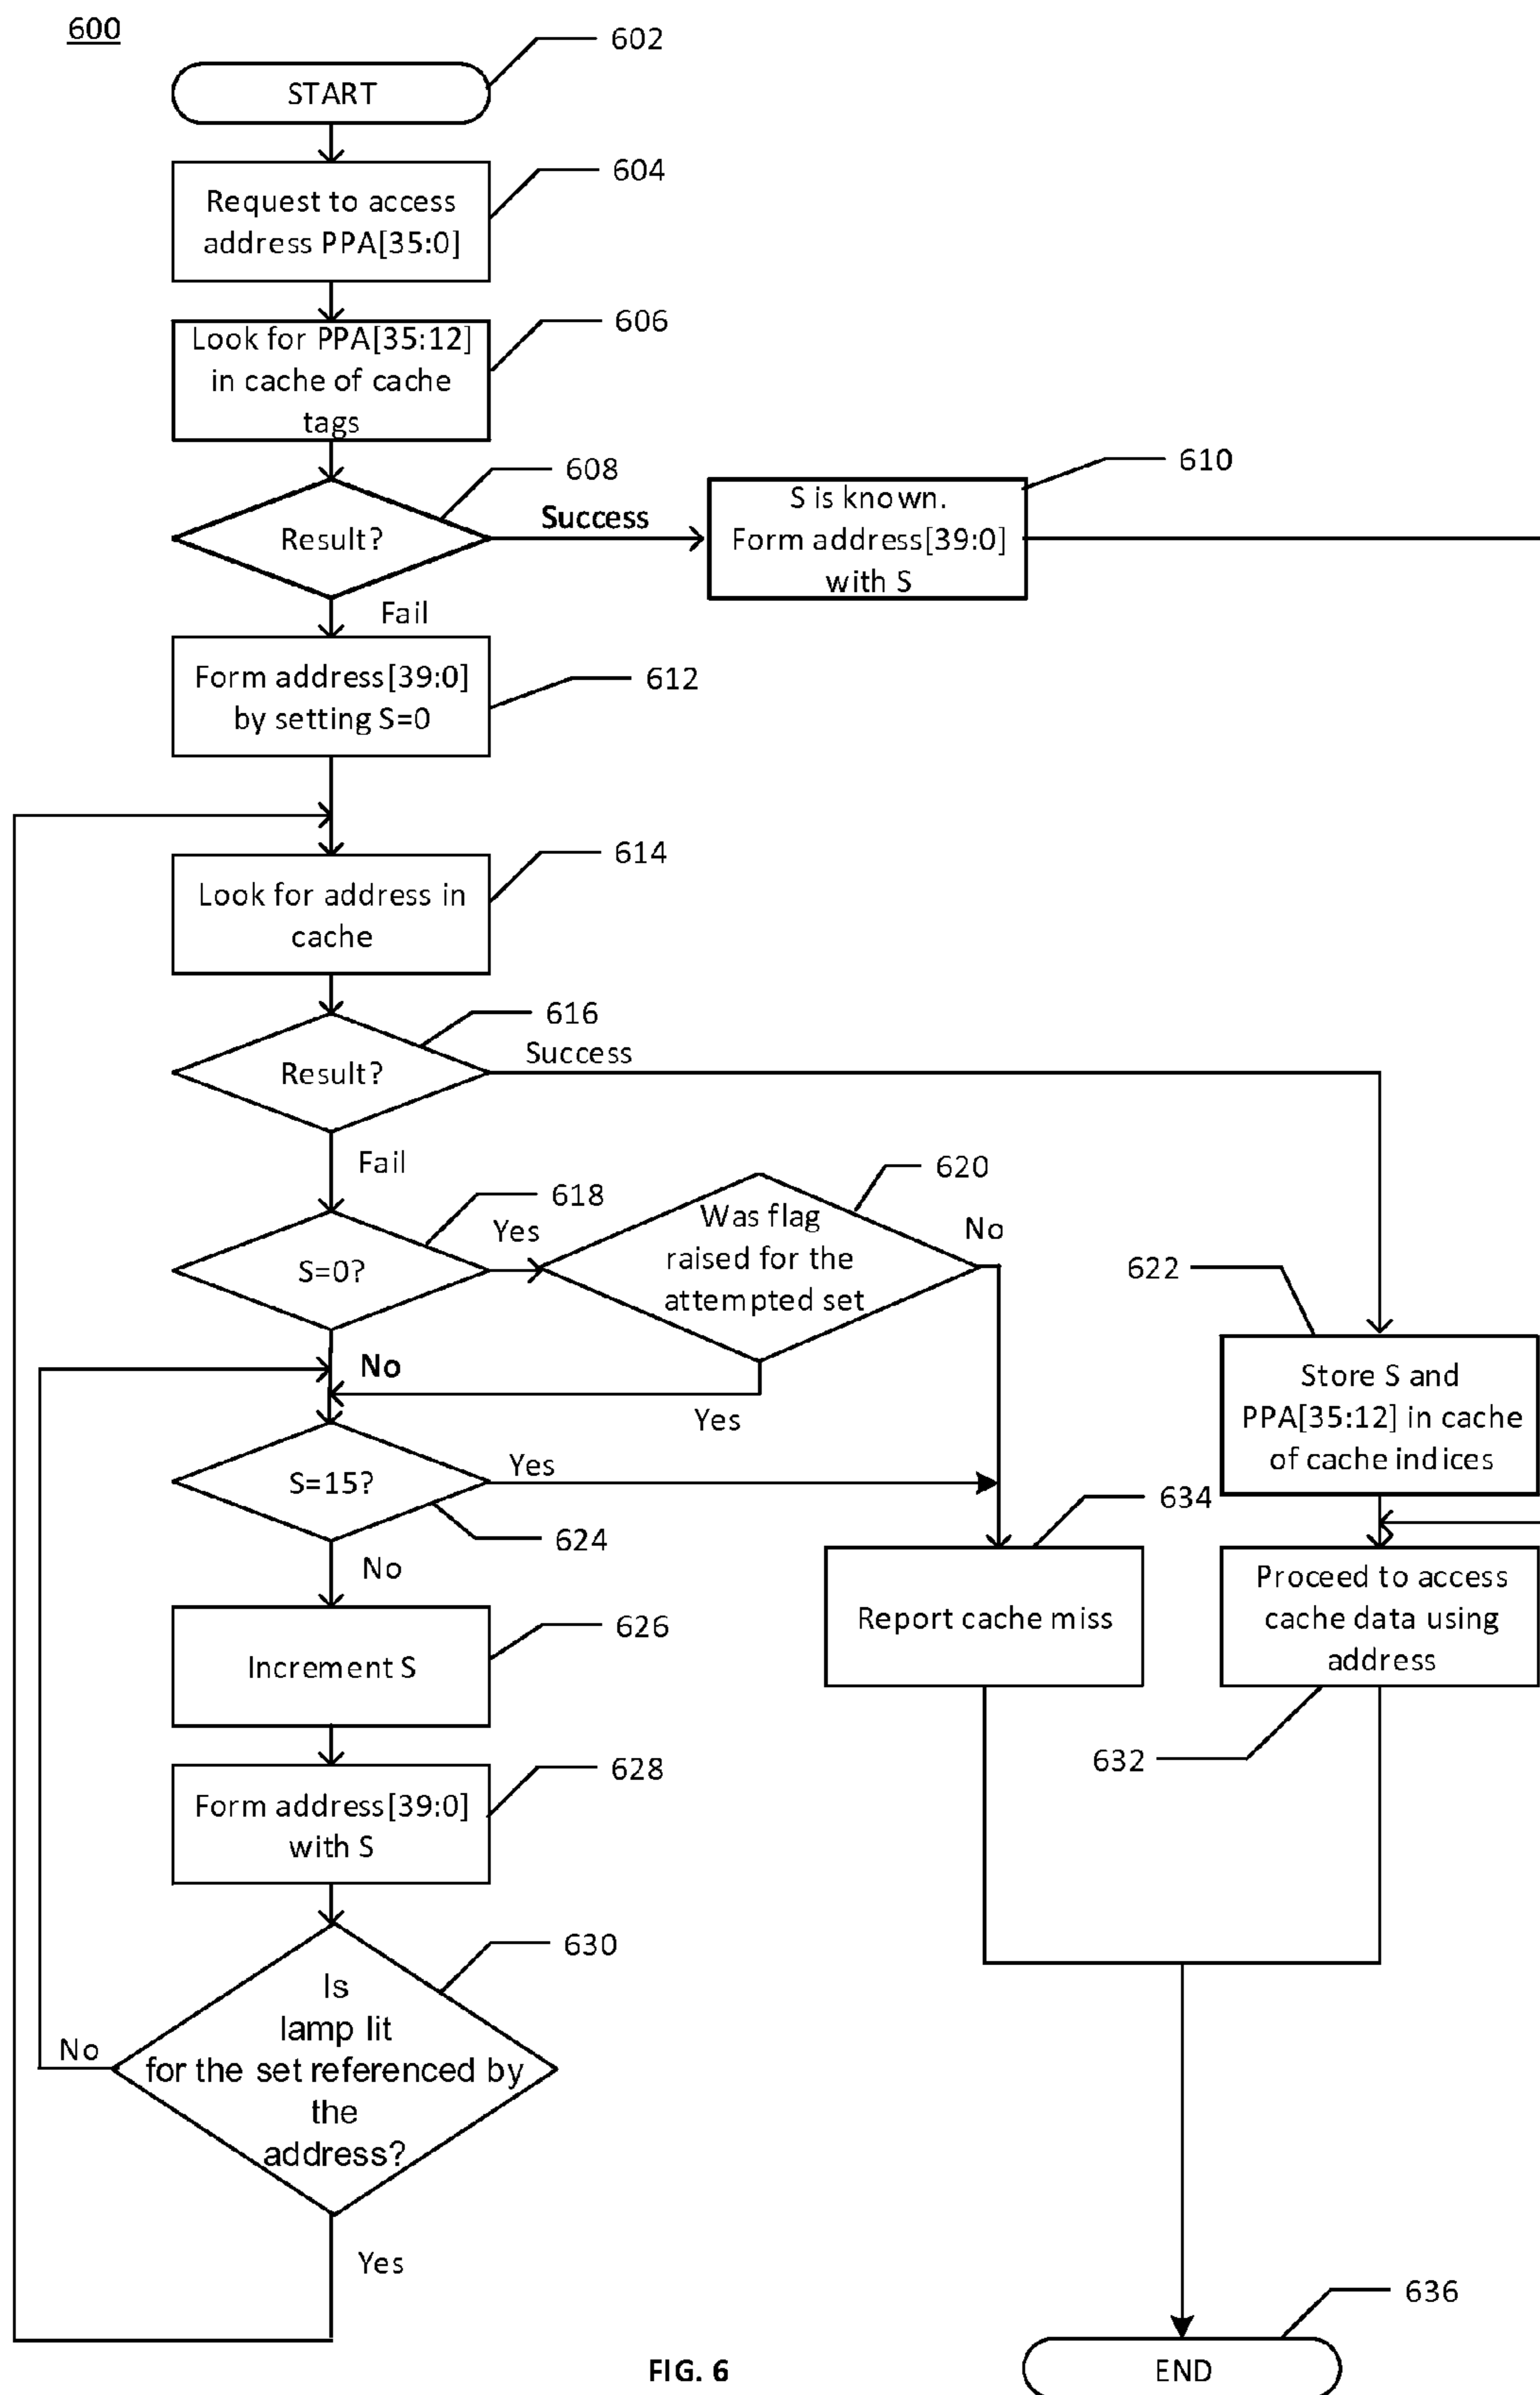 600
602
START
604
Request to access
address PPA[35:0]
606
Look for PPA[35:12]
in cache of cache
tags
608
Result?
Success
610
S is known.
Form address[39:0]
with S
Fail
Form address[39:0]
by setting S=0
612
614
Look for address in
cache
616
Result?
Success
Fail
618
S=0?
Yes
620
Was flag
raised for the
attempted set
No
622
Store S and
PPA[35:12] in cache
of cache indices
No
Yes
S=15?
Yes
624
No
634
Report cache miss
Proceed to access
cache data using
address
632
626
Increment S
628
Form address[39:0]
with S
630
Is
lamp lit
for the set referenced by
the
address?
No
Yes
636
END
FIG. 6